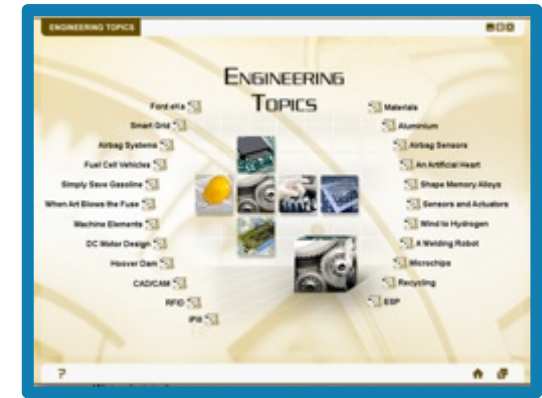 ENGINEERING TOPICS
ENGINEERING
TOPICS
Ford eKa
Smart Grid
Airbag Systems
Fuel Cell Vehicles
Simply Save Gasoline
When Art Blows the Fuse
Machine Elements
DC Motor Design
Hoover Dam
CAD/CAM
RFID
Materials
Aluminium
Airbag Sensors
An Artificial Heart
Shape Memory Alloys
Sensors and Actuators
Wind to Hydrogen
A Welding Robot
Microchips
Recycling
ESP
?